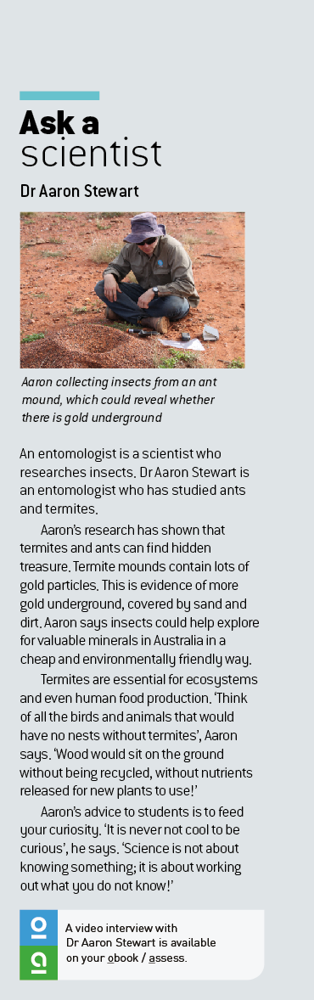 Ask a
scientist
Dr Aaron Stewart
Aaron collecting insects from an ant
mound, which could reveal whether
there is gold underground
An entomologist is a scientist who
researches insects. Dr Aaron Stewart is
an entomologist who has studied ants
and termites.
Aaron's research has shown that
termites and ants can find hidden
treasure. Termite mounds contain lots of
gold particles. This is evidence of more
gold underground, covered by sand and
dirt. Aaron says insects could help explore
for valuable minerals in Australia in a
cheap and environmentally friendly way.
Termites are essential for ecosystems
and even human food production. 'Think
of all the birds and animals that would
have no nests without termites', Aaron
says. 'Wood would sit on the ground
without being recycled, without nutrients
released for new plants to use!'
Aaron's advice to students is to feed
your curiosity. 'It is never not cool to be
curious', he says. 'Science is not about
knowing something; it is about working
out what you do not know!'
o
a
A video interview with
Dr Aaron Stewart is available
on your obook / assess.